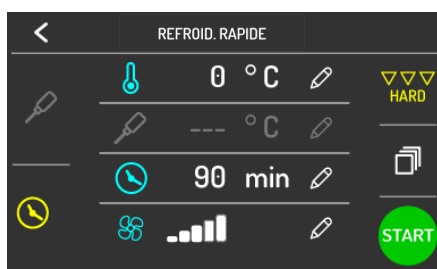 REFROID. RAPIDE
0 °C
HARD
--- °C
90 min
START